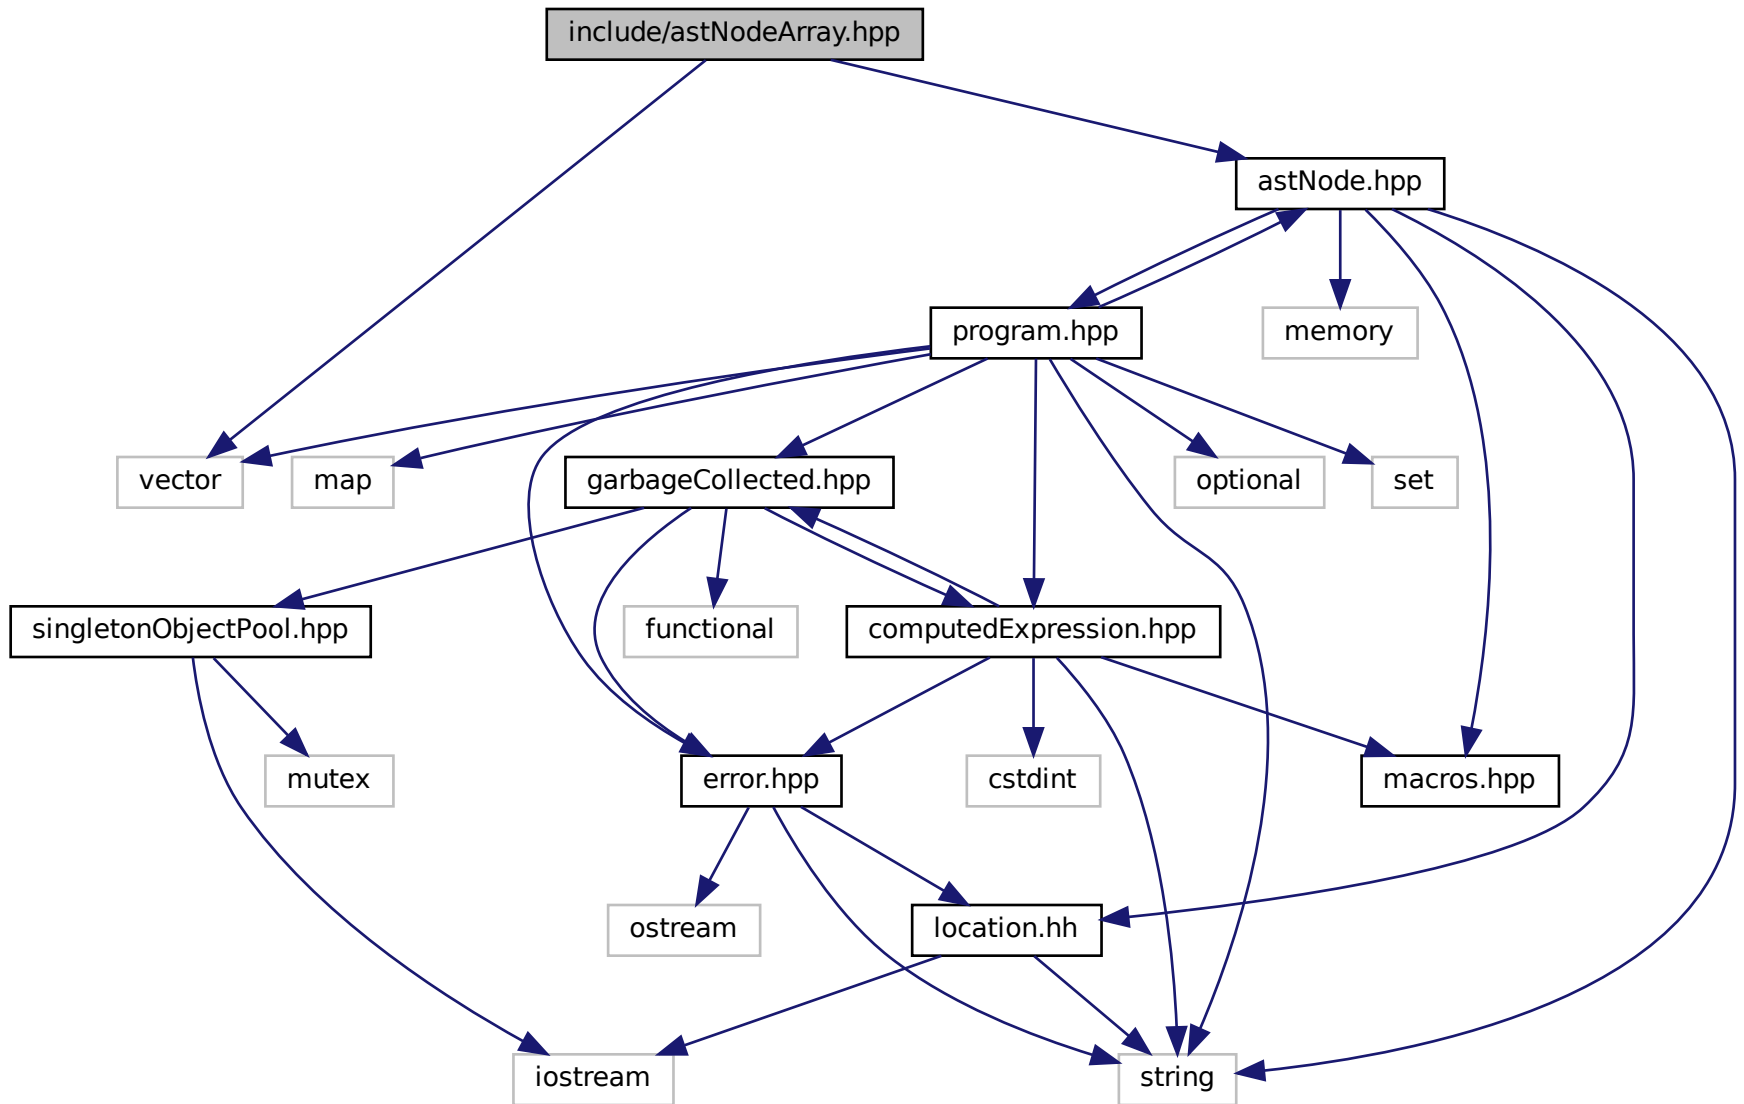 include/astNodeArray.hpp
astNode.hpp
program.hpp
memory
vector
map
garbageCollected.hpp
optional
set
singletonObjectPool.hpp
functional
computedExpression.hpp
mutex
error.hpp
cstdint
macros.hpp
ostream
location.hh
iostream
string